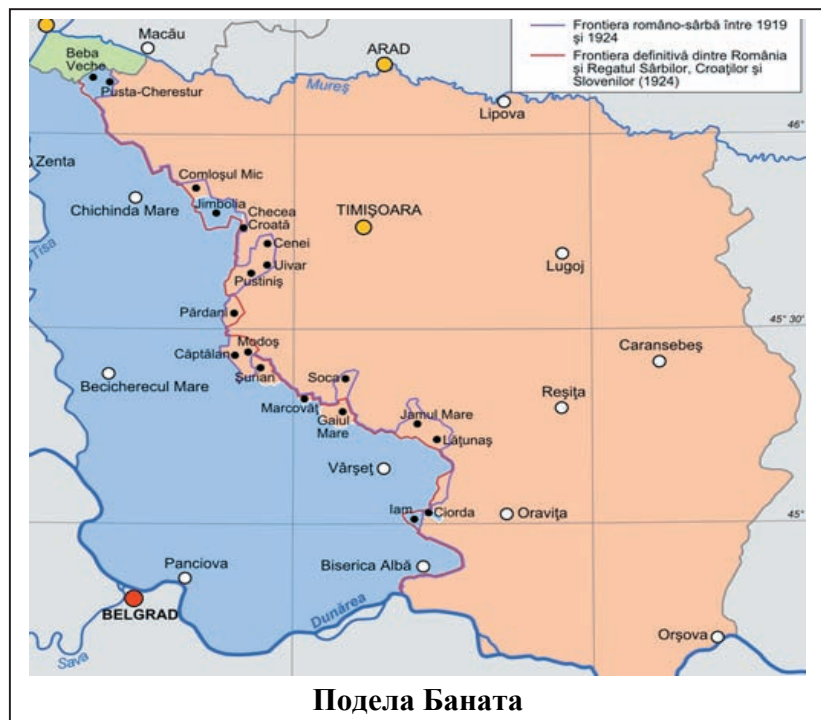 Frontiera româno-sârbă între 1919
şi 1924
Frontiera definitivă dintre România
şi Regatul Sârbilor, Croaţilor şi
Slovenilor (1924)
Macău
Beba
Veche
ARAD
Pusta-Cherestur
Mureş
Lipova
46°
Zenta
Comloşul Mic
Chichinda Mare
Jimbolia
Checea
Croată
TIMIŞOARA
Tisa
Cenei
Uivar
Lugoj
Pustiniş
Pârdani
45° 30'
Modoş
Căptălan
Caransebeş
Şurian
Becicherecul Mare
Soca
Reşiţa
Marcovăţ
Gaiul
Mare
Jamul Mare
Lăţunaş
Vârşeţ
Iam
Ciorda
Oraviţa
45°
Panciova
Biserica Albă
BELGRAD
Dunărea
Orşova
Sava
Подела Баната